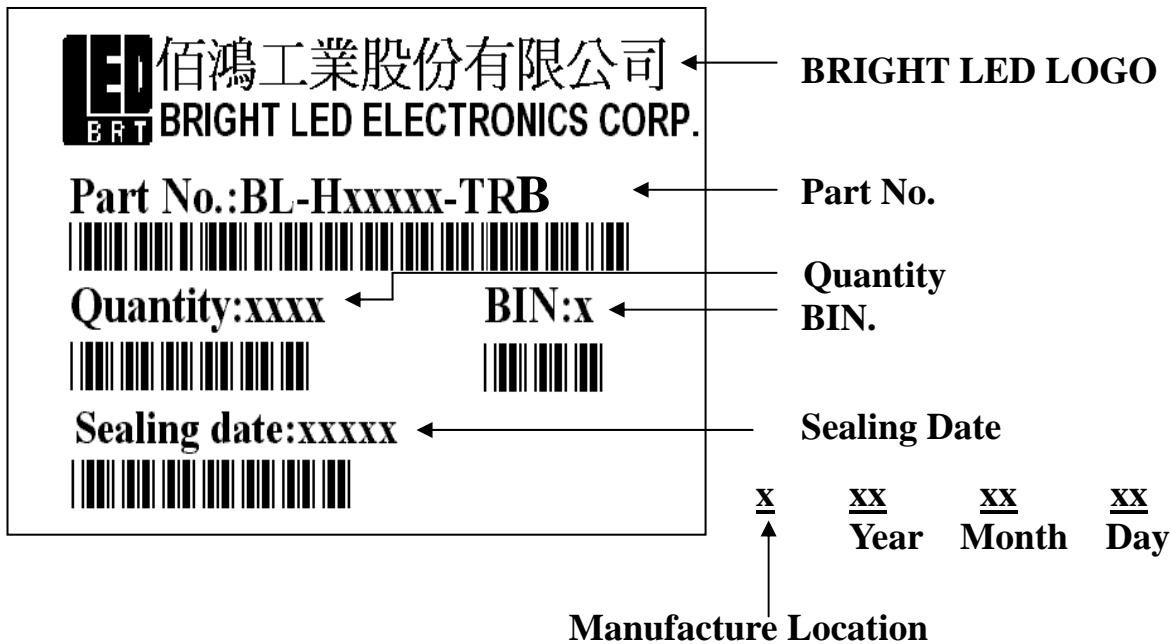 LED 佰鴻工業股份有限公司 BRIGHT LED LOGO
BRT BRIGHT LED ELECTRONICS CORP.
Part No.:BL-Hxxxxx-TRB Part No.
Quantity
Quantity:xxxx BIN:x BIN.
Sealing date:xxxxx Sealing Date
x xx xx xx
Year Month Day
Manufacture Location